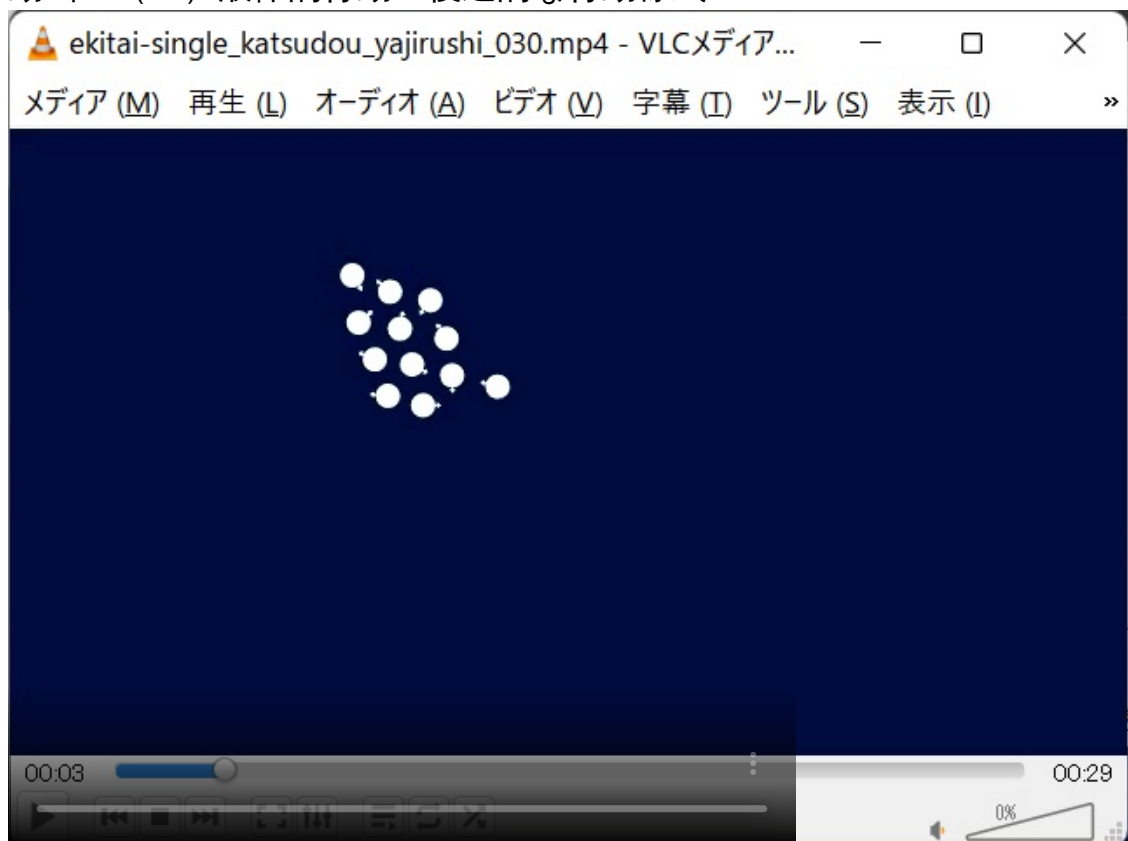 ekitai-single_katsudou_yajirushi_030.mp4 - VLCメディア...
メディア (M) 再生 (L) オーディオ (A) ビデオ (V) 字幕 (T) ツール (S) 表示 (I) »
00:03 00:29
0%